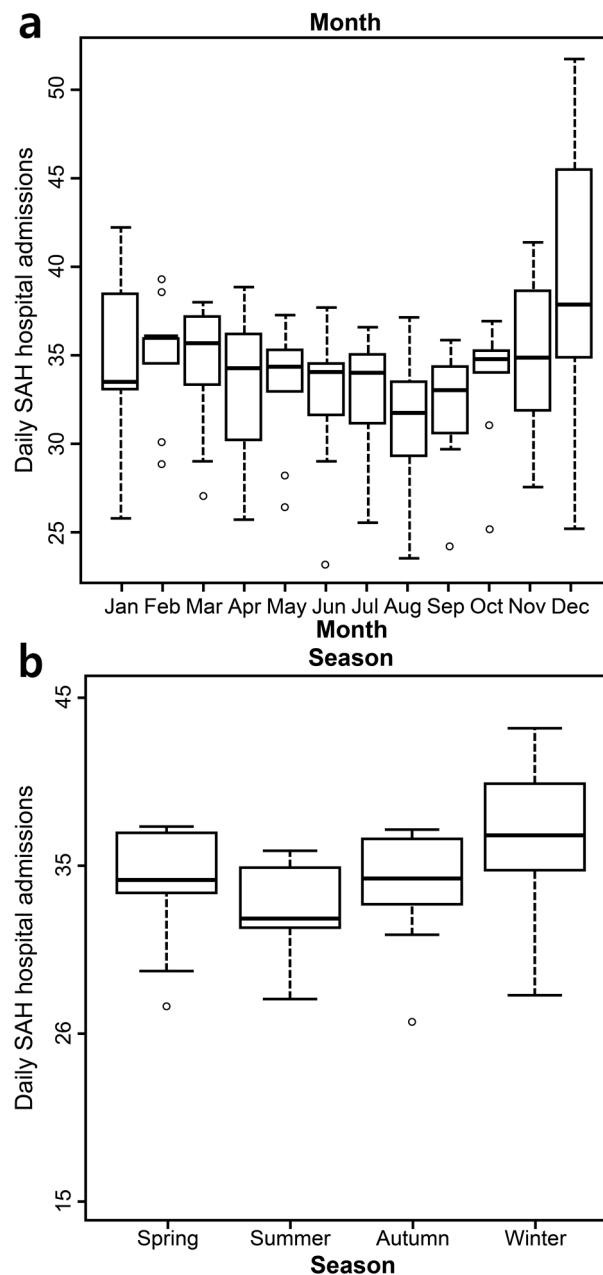 a
Month
Daily SAH hospital admissions
50
45
40
35
30
25
Jan Feb Mar Apr May Jun Jul Aug Sep Oct Nov Dec
Month
b
Season
Daily SAH hospital admissions
45
35
26
15
Spring Summer Autumn Winter
Season